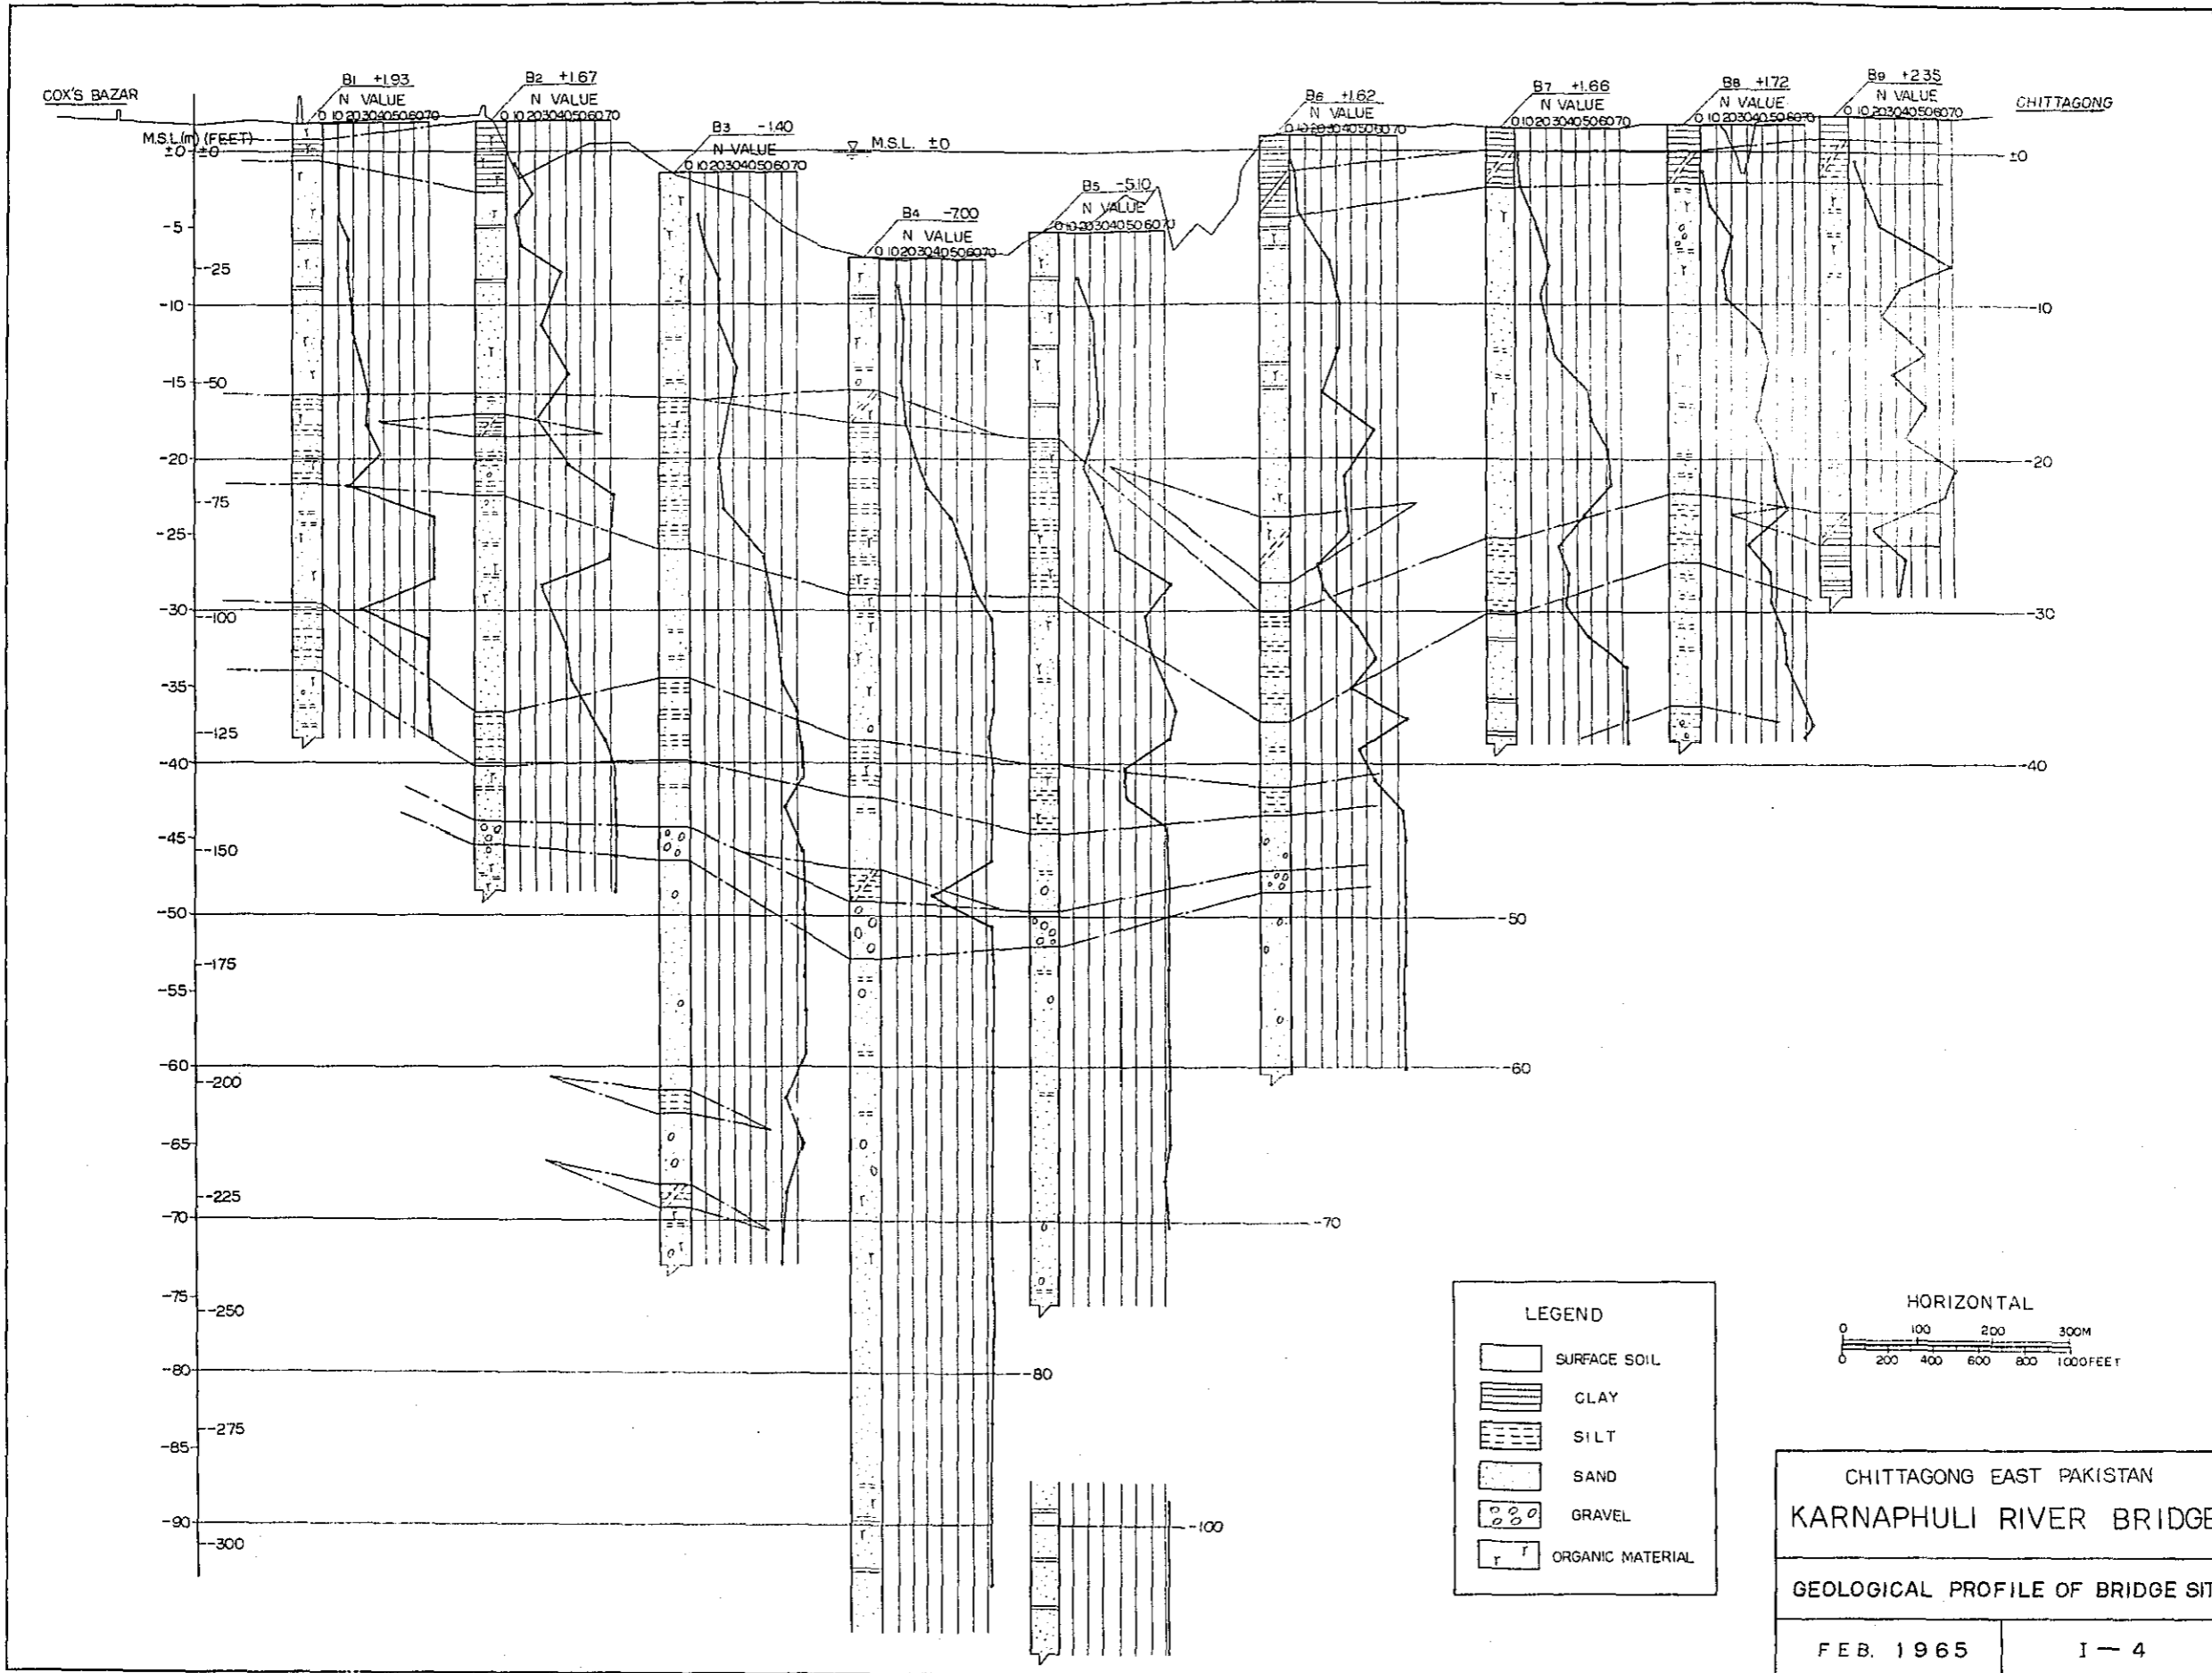 COX'S BAZAR
M.S.L.(m) (FEET)
±0 ±0
-5
-25
-10
-15 -50
-20
-75
-25
-30
-100
-35
-125
-40
-45
-150
-50
-175
-55
-60
-200
-65
-225
-70
-75
-250
-80
-275
-85
-90
-300
B1 +1.93
N VALUE
0 10 20 30 40 50 60 70
B2 +1.67
N VALUE
0 10 20 30 40 50 60 70
B3 -1.40
N VALUE
0 10 20 30 40 50 60 70
M.S.L. ±0
B4 -7.00
N VALUE
0 10 20 30 40 50 60 70
B5 -5.10
N VALUE
0 10 20 30 40 50 60 70
B6 +1.62
N VALUE
0 10 20 30 40 50 60 70
B7 +1.66
N VALUE
0 10 20 30 40 50 60 70
B8 +1.72
N VALUE
0 10 20 30 40 50 60 70
B9 +2.35
N VALUE
0 10 20 30 40 50 60 70
CHITTAGONG
±0
-10
-20
-30
-40
-50
-60
-70
-80
-100
LEGEND
SURFACE SOIL
CLAY
SILT
SAND
GRAVEL
ORGANIC MATERIAL
HORIZONTAL
0 100 200 300M
0 200 400 600 800 1000FEET
CHITTAGONG EAST PAKISTAN
KARNAPHULI RIVER BRIDGE
GEOLOGICAL PROFILE OF BRIDGE SIT
FEB. 1965
I-4